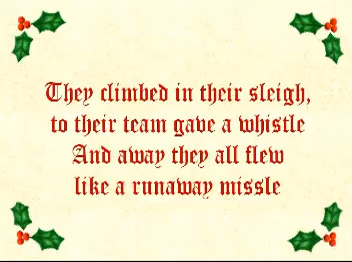 They climbed in their sleigh,
to their team gave a whistle
And away they all flew
like a runaway missle